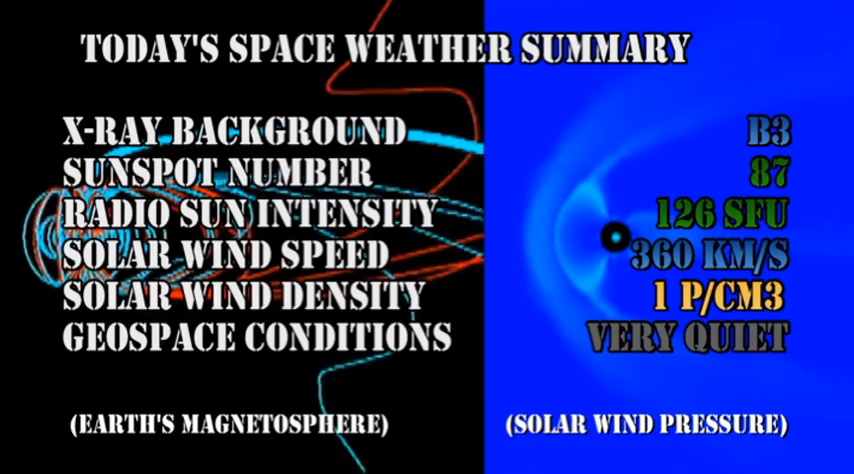 TODAY'S SPACE WEATHER SUMMARY
X-RAY BACKGROUND B3
SUNSPOT NUMBER 87
RADIO SUN INTENSITY 126 SFU
SOLAR WIND SPEED 360 KM/S
SOLAR WIND DENSITY 1 P/CM3
GEOSPACE CONDITIONS VERY QUIET
(EARTH'S MAGNETOSPHERE) (SOLAR WIND PRESSURE)